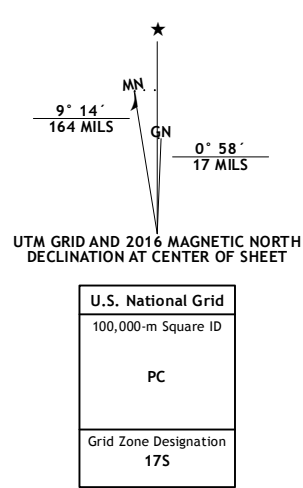 ★
MN
GN
9° 14´
164 MILS
0° 58´
17 MILS
UTM GRID AND 2016 MAGNETIC NORTH
DECLINATION AT CENTER OF SHEET
U.S. National Grid
100,000-m Square ID
PC
Grid Zone Designation
17S